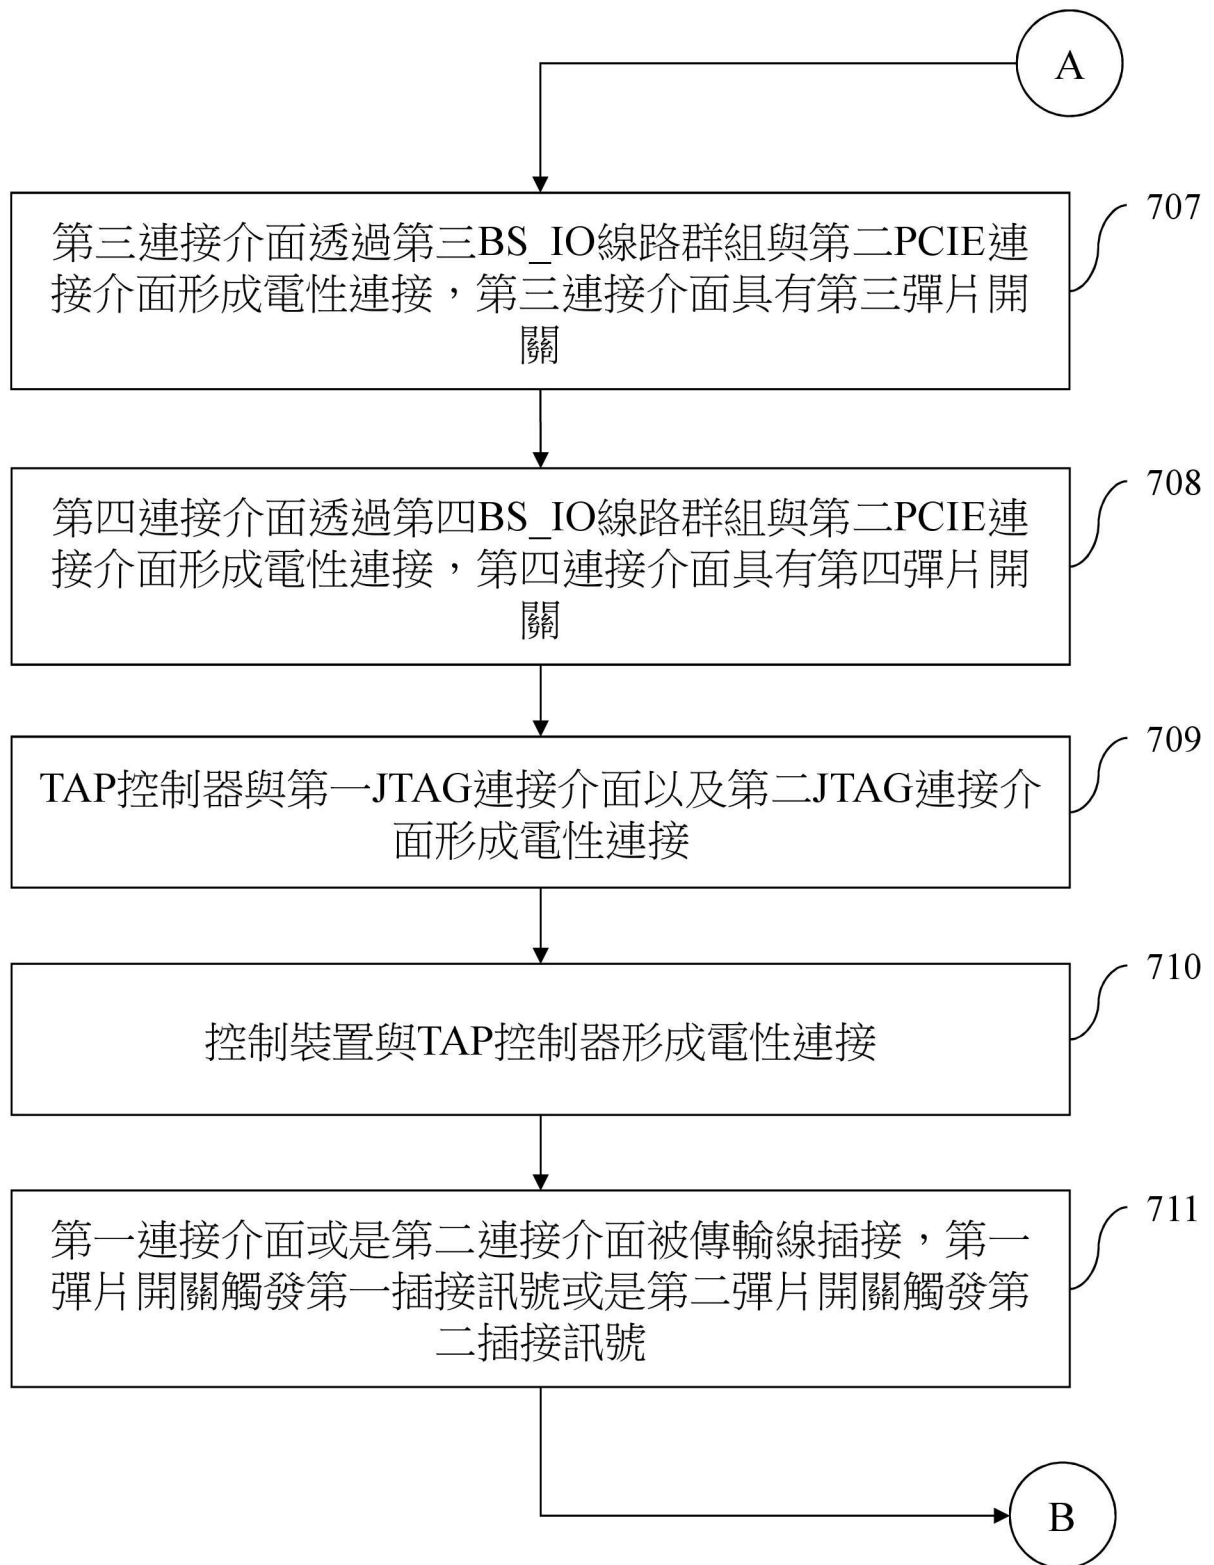 A
707
第三連接介面透過第三BS_IO線路群組與第二PCIE連
接介面形成電性連接，第三連接介面具有第三彈片開
關
708
第四連接介面透過第四BS_IO線路群組與第二PCIE連
接介面形成電性連接，第四連接介面具有第四彈片開
關
709
TAP控制器與第一JTAG連接介面以及第二JTAG連接介
面形成電性連接
710
控制裝置與TAP控制器形成電性連接
711
第一連接介面或是第二連接介面被傳輸線插接，第一
彈片開關觸發第一插接訊號或是第二彈片開關觸發第
二插接訊號
B